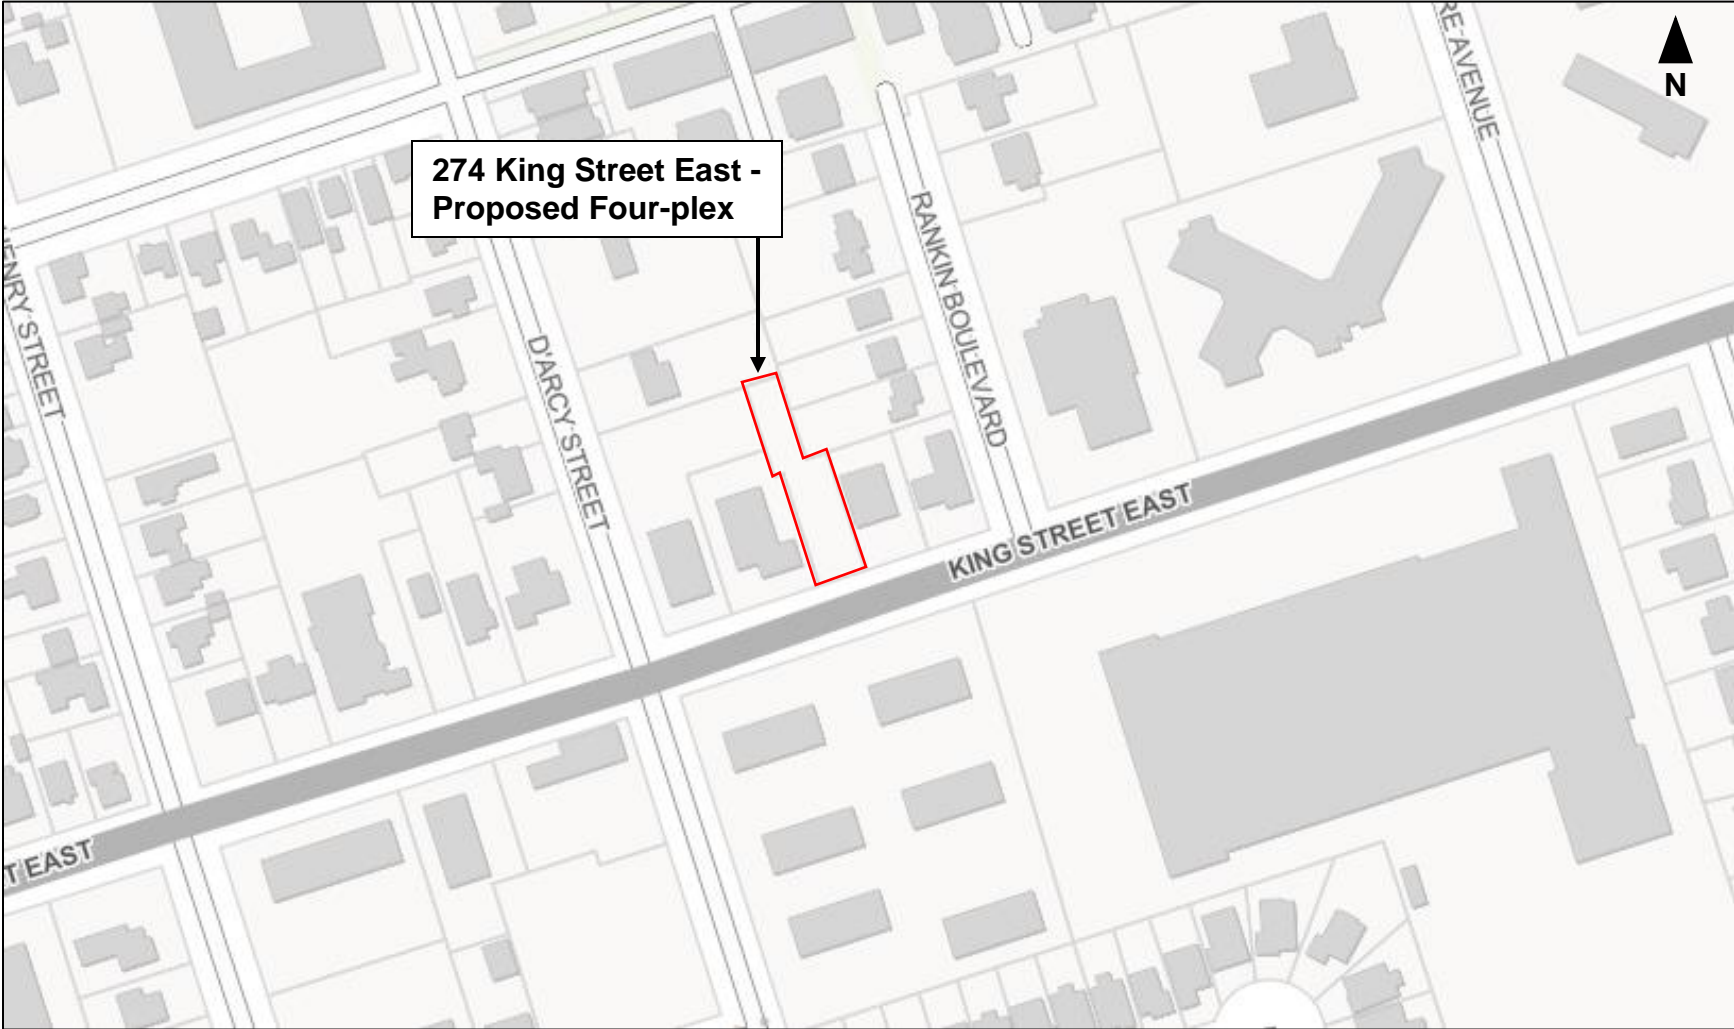 RE AVENUE
N
274 King Street East -
Proposed Four-plex
RANKIN BOULEVARD
ENRY STREET
D'ARCY STREET
KING STREET EAST
T EAST